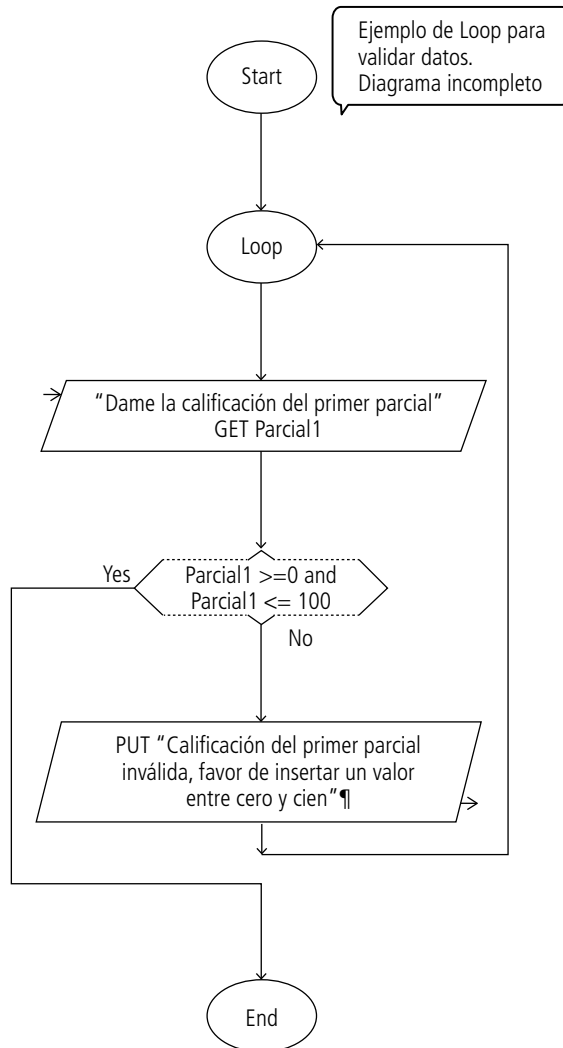 Ejemplo de Loop para
validar datos.
Diagrama incompleto
Start
Loop
“Dame la calificación del primer parcial”
GET Parcial1
Yes
Parcial1 >=0 and
Parcial1 <= 100
No
PUT “Calificación del primer parcial
inválida, favor de insertar un valor
entre cero y cien”¶
End